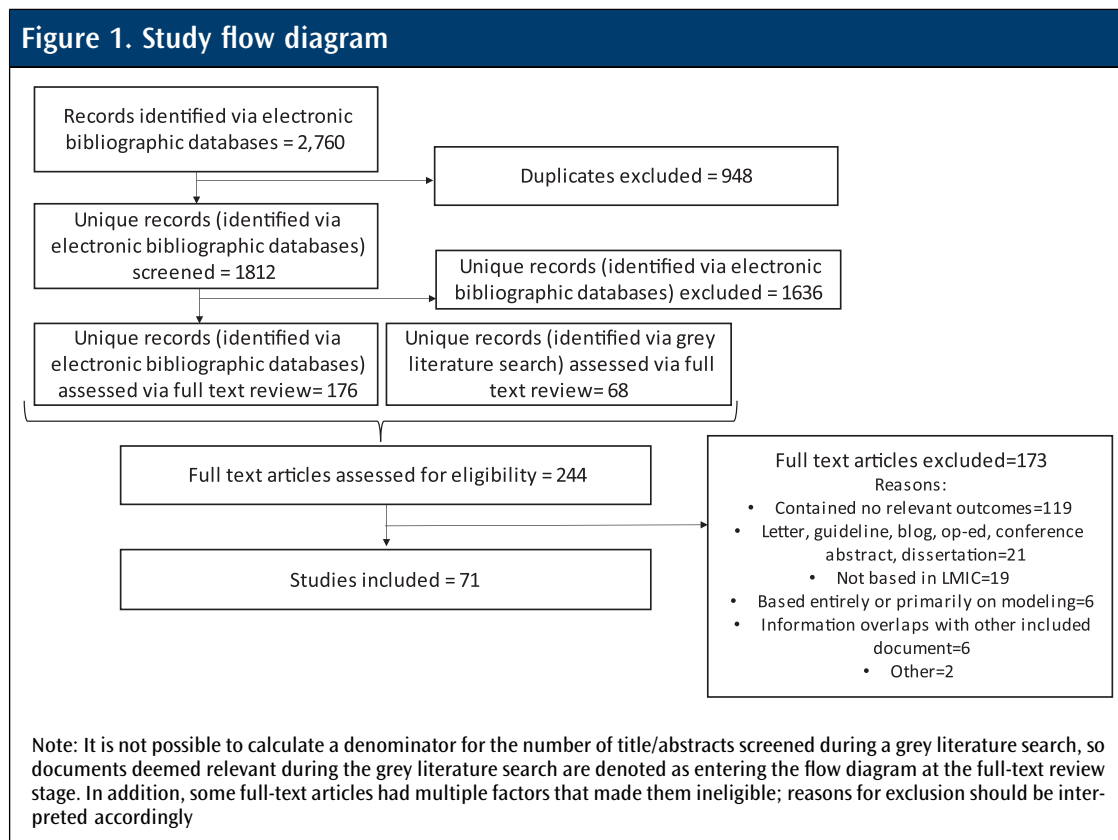 Figure 1. Study flow diagram
Records identified via electronic
bibliographic databases = 2,760
Duplicates excluded = 948
Unique records (identified via
electronic bibliographic databases)
screened = 1812
Unique records (identified via electronic
bibliographic databases) excluded = 1636
Unique records (identified via
electronic bibliographic databases)
assessed via full text review= 176
Unique records (identified via grey
literature search) assessed via full
text review= 68
Full text articles assessed for eligibility = 244
Full text articles excluded=173
Reasons:
• Contained no relevant outcomes=119
• Letter, guideline, blog, op-ed, conference
abstract, dissertation=21
• Not based in LMIC=19
• Based entirely or primarily on modeling=6
• Information overlaps with other included
document=6
• Other=2
Studies included = 71
Note: It is not possible to calculate a denominator for the number of title/abstracts screened during a grey literature search, so
documents deemed relevant during the grey literature search are denoted as entering the flow diagram at the full-text review
stage. In addition, some full-text articles had multiple factors that made them ineligible; reasons for exclusion should be inter-
preted accordingly